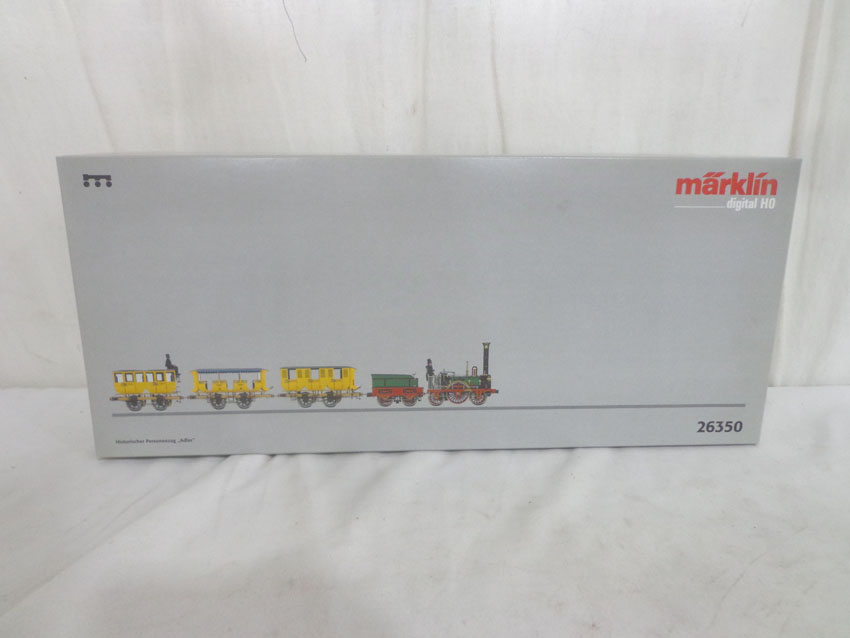 märklin
digital H0
26350
Historischer Personenzug „Adler“